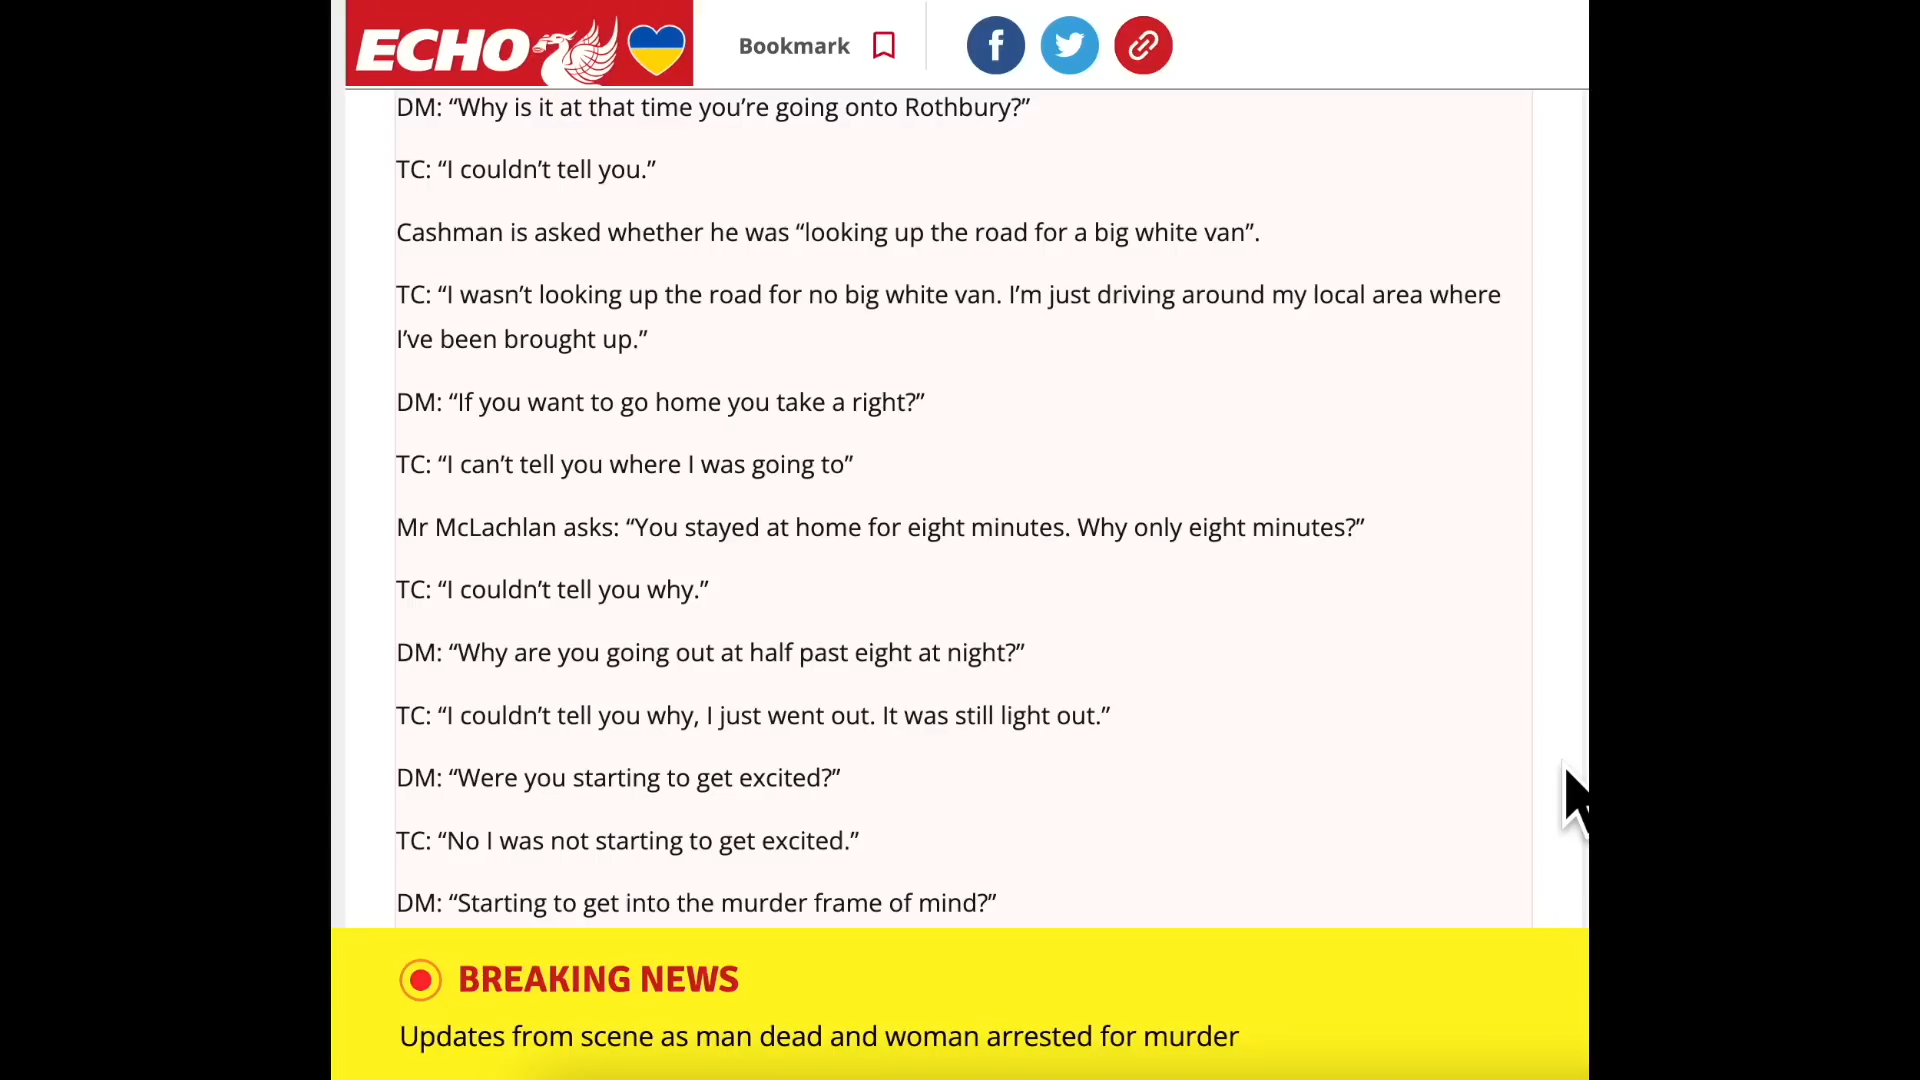 ECHO
Bookmark
DM: “Why is it at that time you’re going onto Rothbury?”
TC: “I couldn’t tell you.”
Cashman is asked whether he was “looking up the road for a big white van”.
TC: “I wasn’t looking up the road for no big white van. I’m just driving around my local area where
I’ve been brought up.”
DM: “If you want to go home you take a right?”
TC: “I can’t tell you where I was going to”
Mr McLachlan asks: “You stayed at home for eight minutes. Why only eight minutes?”
TC: “I couldn’t tell you why.”
DM: “Why are you going out at half past eight at night?”
TC: “I couldn’t tell you why, I just went out. It was still light out.”
DM: “Were you starting to get excited?”
TC: “No I was not starting to get excited.”
DM: “Starting to get into the murder frame of mind?”
BREAKING NEWS
Updates from scene as man dead and woman arrested for murder